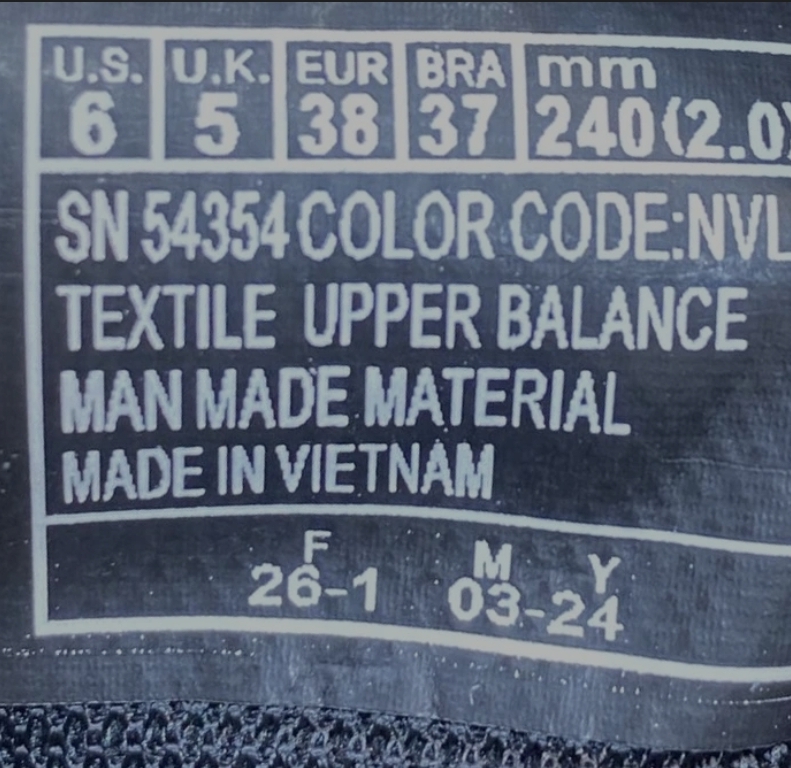 U.S. U.K. EUR BRA mm
6 5 38 37 240(2.0)
SN 54354 COLOR CODE:NVL
TEXTILE UPPER BALANCE
MAN MADE MATERIAL
MADE IN VIETNAM
F M Y
26-1 03-24